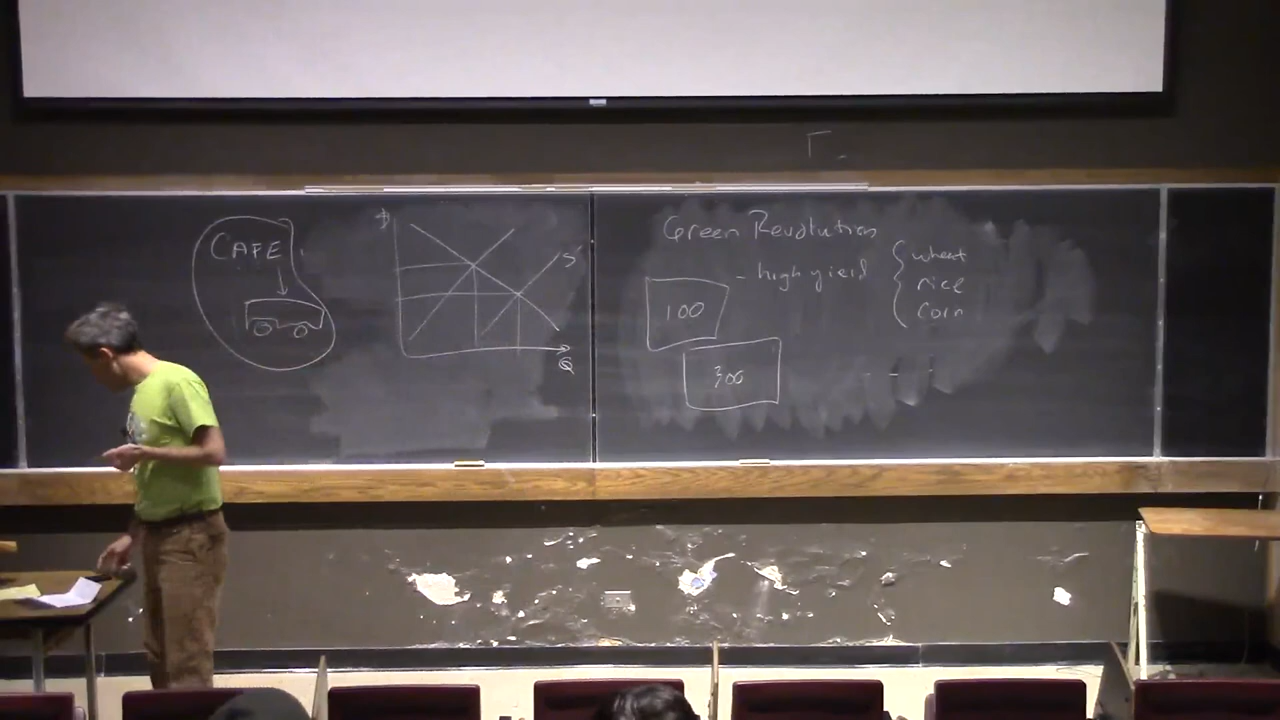 CAFE
$
S'
Q
Green Revolution
- high yield
wheat
rice
corn
100
300